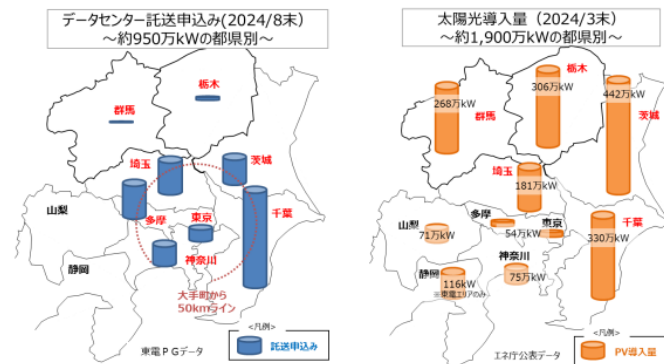 データセンター託送申込み(2024/8末)
～約950万kWの都県別～
栃木
群馬
埼玉
茨城
山梨
多摩
東京
千葉
神奈川
静岡
大手町から
50kmライン
東電PGデータ
<凡例>
託送申込み
太陽光導入量（2024/3末）
～約1,900万kWの都県別～
栃木
306万kW
442万kW
268万kW
群馬
茨城
埼玉
181万kW
山梨
71万kW
多摩
東京
54万kW
千葉
330万kW
静岡
神奈川
116万kW
75万kW
※東電エリアのみ
エネ庁公表データ
<凡例>
PV導入量